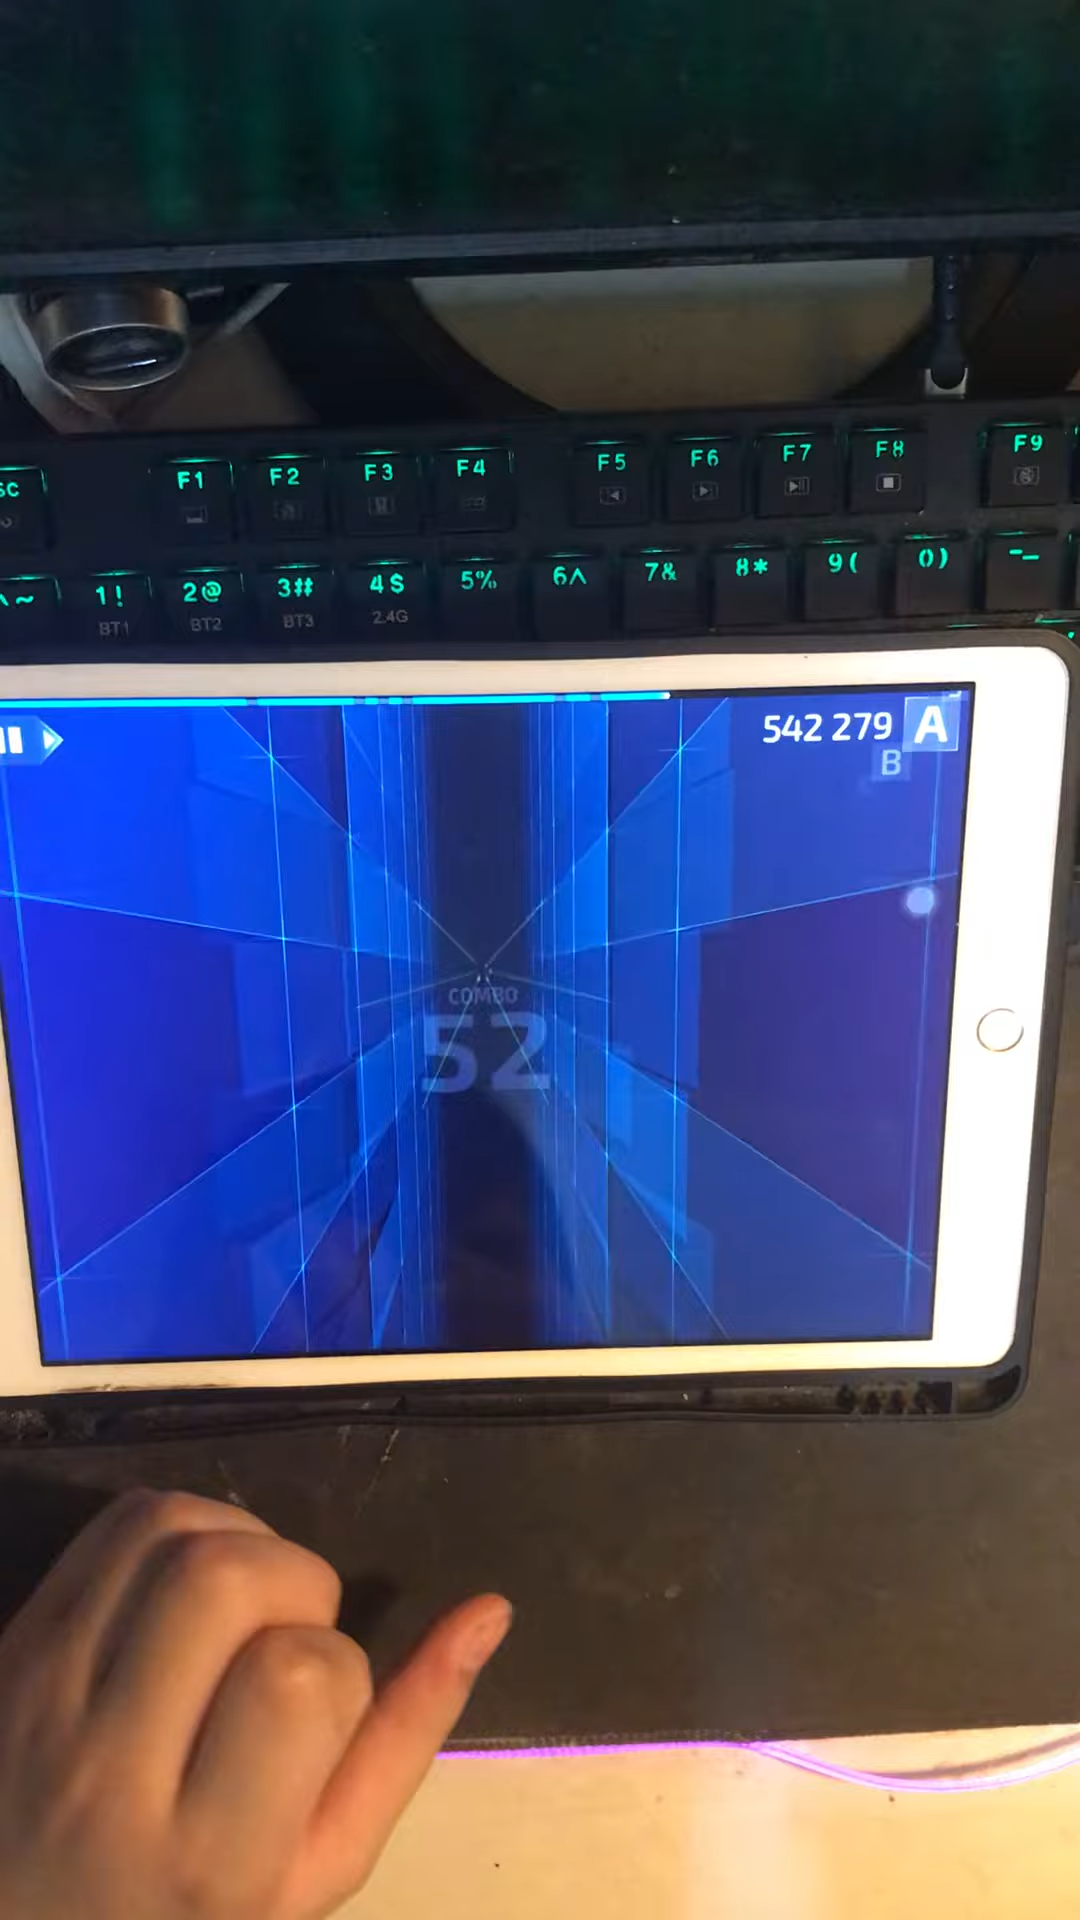 SC F1 F2 F3 F4 F5 F6 F7 F8 F9
~ 1! 2@ 3# 4$ 5% 6^ 7& 8* 9( 0) -_
BT1 BT2 BT3 2.4G
542 279 A
B
COMBO
52